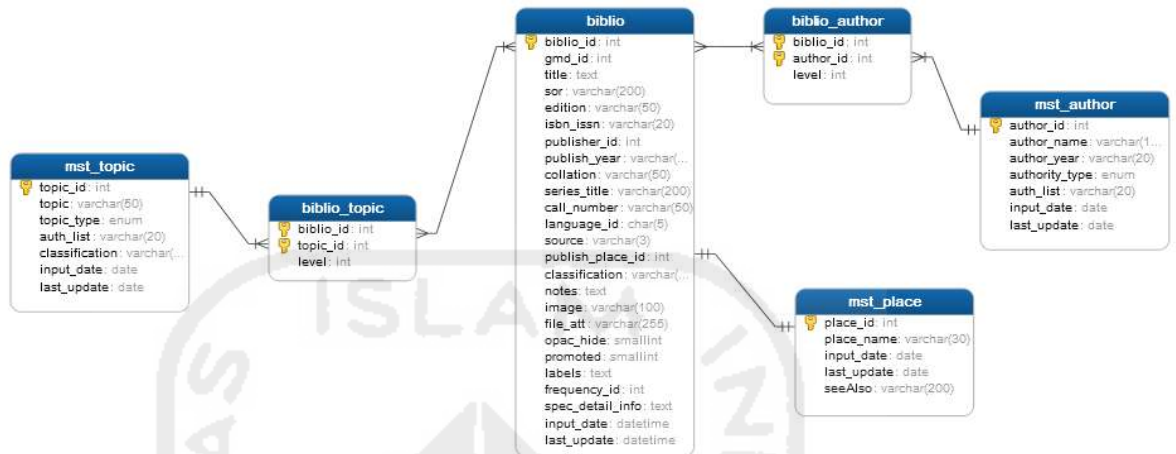 biblio
biblio_id: int
gmd_id: int
title: text
sor: varchar(200)
edition: varchar(50)
isbn_issn: varchar(20)
publisher_id: int
publish_year: varchar(...
collation: varchar(50)
series_title: varchar(200)
call_number: varchar(50)
language_id: char(5)
source: varchar(3)
publish_place_id: int
classification: varchar(...
notes: text
image: varchar(100)
file_att: varchar(255)
opac_hide: smallint
promoted: smallint
labels: text
frequency_id: int
spec_detail_info: text
input_date: datetime
last_update: datetime
biblio_author
biblio_id: int
author_id: int
level: int
mst_author
author_id: int
author_name: varchar(1...
author_year: varchar(20)
authority_type: enum
auth_list: varchar(20)
input_date: date
last_update: date
mst_topic
topic_id: int
topic: varchar(50)
topic_type: enum
auth_list: varchar(20)
classification: varchar(...
input_date: date
last_update: date
biblio_topic
biblio_id: int
topic_id: int
level: int
mst_place
place_id: int
place_name: varchar(30)
input_date: date
last_update: date
seeAlso: varchar(200)
ISLAM